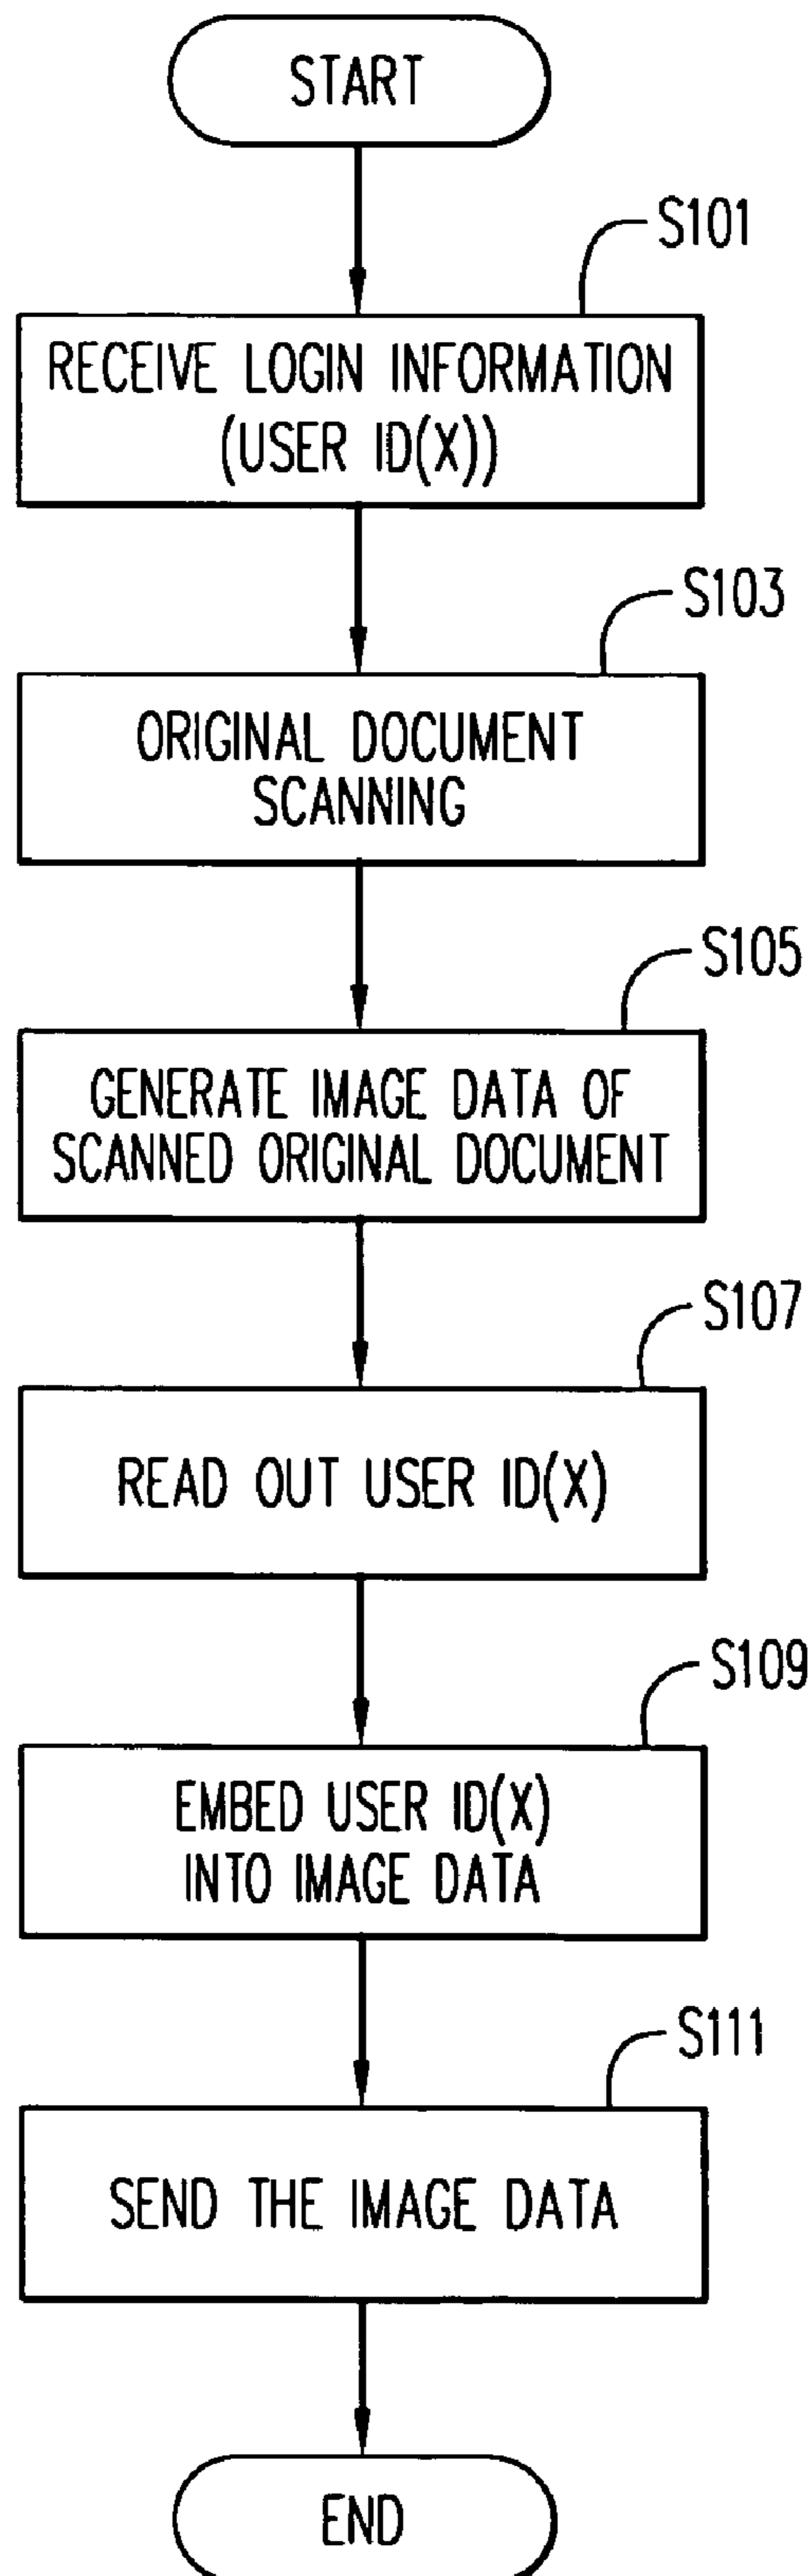 START
S101
RECEIVE LOGIN INFORMATION
(USER ID(X))
S103
ORIGINAL DOCUMENT
SCANNING
S105
GENERATE IMAGE DATA OF
SCANNED ORIGINAL DOCUMENT
S107
READ OUT USER ID(X)
S109
EMBED USER ID(X)
INTO IMAGE DATA
S111
SEND THE IMAGE DATA
END